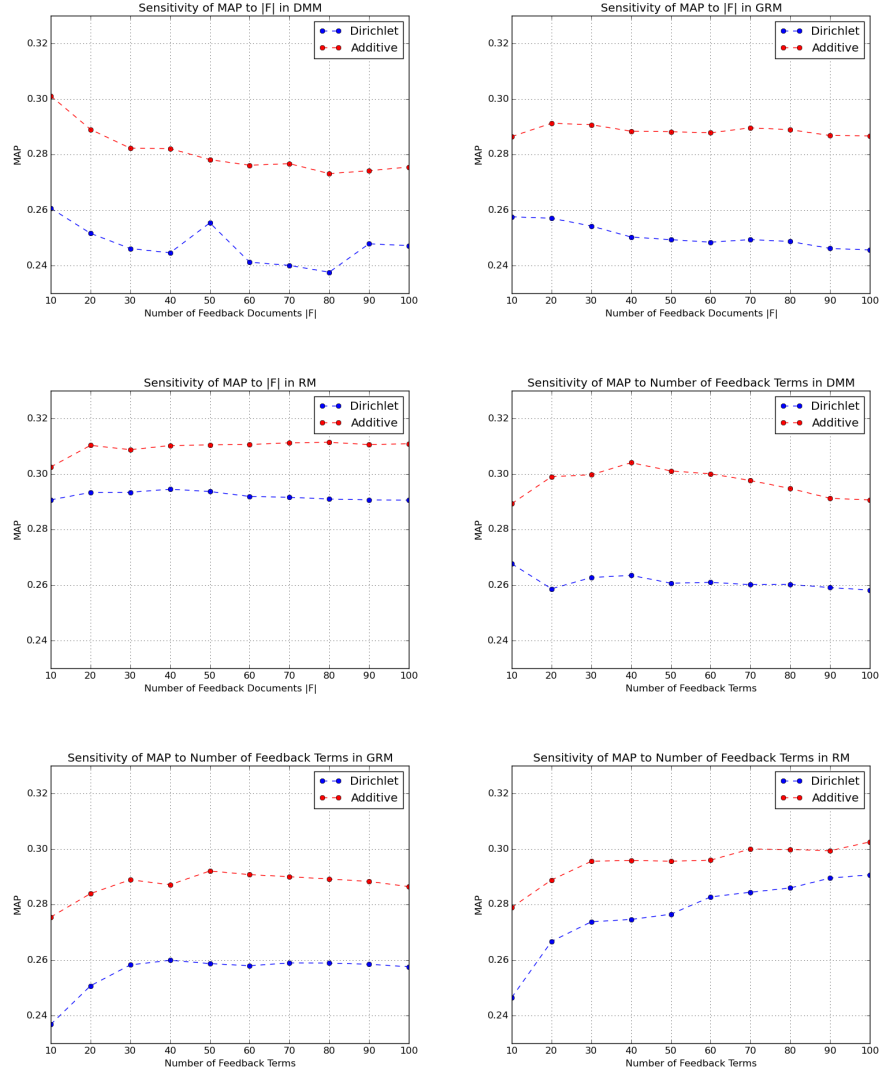 Sensitivity of MAP to |F| in DMM
0.32
0.30
0.28
0.26
0.24
MAP
Dirichlet
Additive
10 20 30 40 50 60 70 80 90 100
Number of Feedback Documents |F|
Sensitivity of MAP to |F| in GRM
0.32
0.30
0.28
0.26
0.24
MAP
Dirichlet
Additive
10 20 30 40 50 60 70 80 90 100
Number of Feedback Documents |F|
Sensitivity of MAP to |F| in RM
0.32
0.30
0.28
0.26
0.24
MAP
Dirichlet
Additive
10 20 30 40 50 60 70 80 90 100
Number of Feedback Documents |F|
Sensitivity of MAP to Number of Feedback Terms in DMM
0.32
0.30
0.28
0.26
0.24
MAP
Dirichlet
Additive
10 20 30 40 50 60 70 80 90 100
Number of Feedback Terms
Sensitivity of MAP to Number of Feedback Terms in GRM
0.32
0.30
0.28
0.26
0.24
MAP
Dirichlet
Additive
10 20 30 40 50 60 70 80 90 100
Number of Feedback Terms
Sensitivity of MAP to Number of Feedback Terms in RM
0.32
0.30
0.28
0.26
0.24
MAP
Dirichlet
Additive
10 20 30 40 50 60 70 80 90 100
Number of Feedback Terms